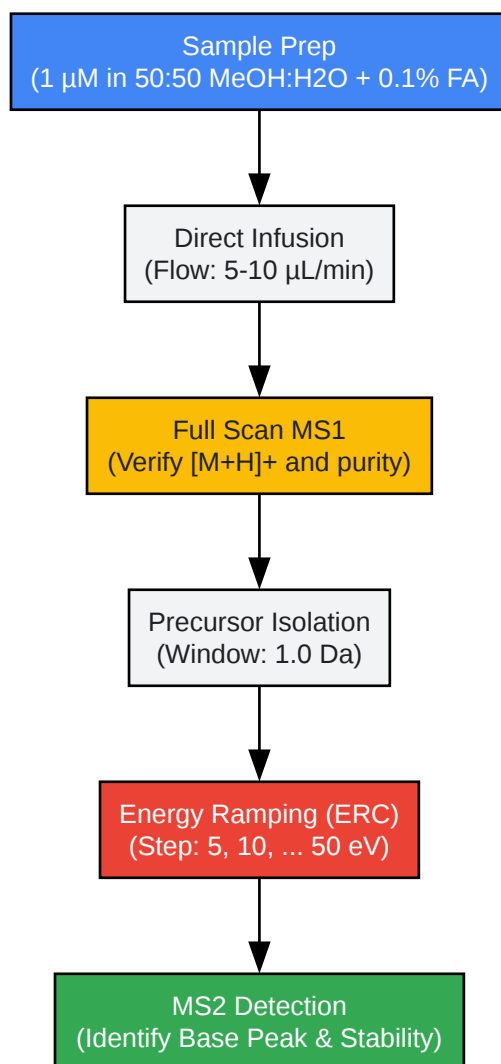 Sample Prep
(1 µM in 50:50 MeOH:H2O + 0.1% FA)
Direct Infusion
(Flow: 5-10 µL/min)
Full Scan MS1
(Verify [M+H]+ and purity)
Precursor Isolation
(Window: 1.0 Da)
Energy Ramping (ERC)
(Step: 5, 10, ... 50 eV)
MS2 Detection
(Identify Base Peak & Stability)